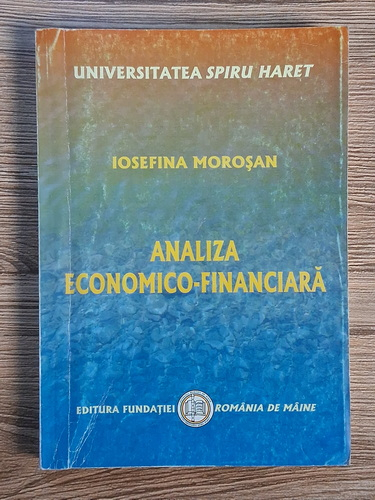 UNIVERSITATEA SPIRU HARET
IOSEFINA MOROŞAN
ANALIZA
ECONOMICO-FINANCIARĂ
EDITURA FUNDAŢIEI ROMÂNIA DE MÂINE